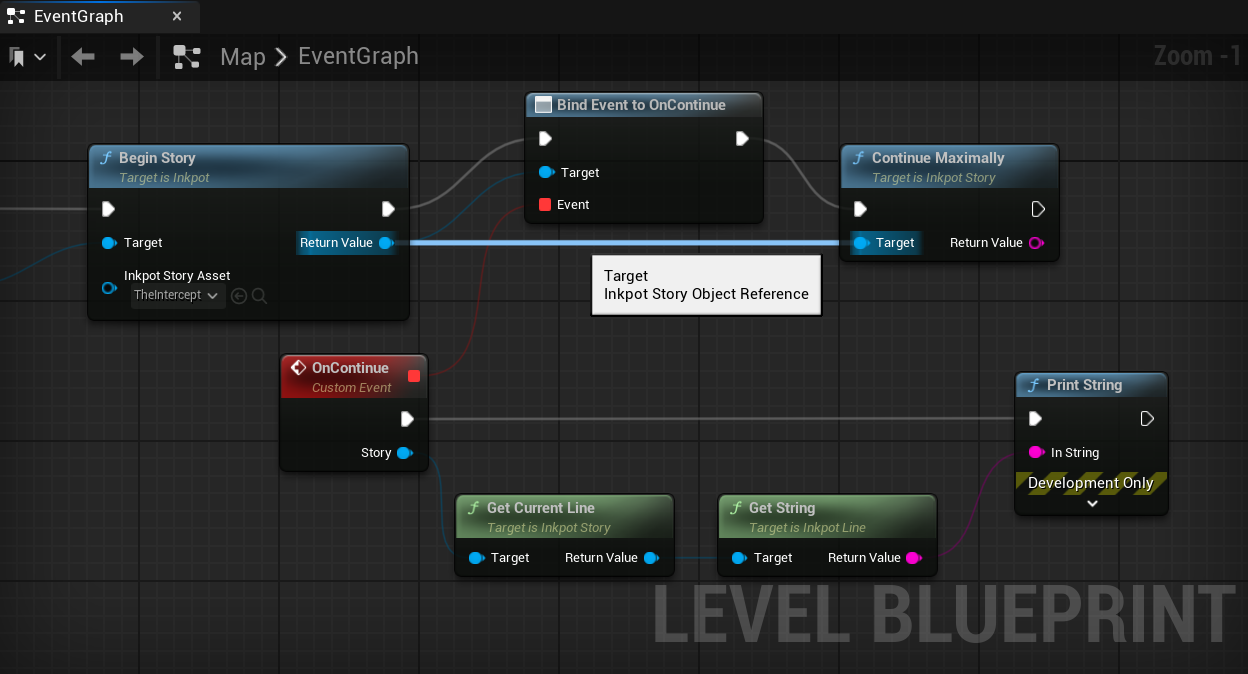 EventGraph
Map
EventGraph
Zoom -1
Bind Event to OnContinue
Target
Event
Begin Story
Target is Inkpot
Target
Return Value
Inkpot Story Asset
TheIntercept
Continue Maximally
Target is Inkpot Story
Target
Return Value
Target
Inkpot Story Object Reference
OnContinue
Custom Event
Story
Print String
In String
Development Only
Get Current Line
Target is Inkpot Story
Target
Return Value
Get String
Target is Inkpot Line
Target
Return Value
LEVEL BLUEPRINT